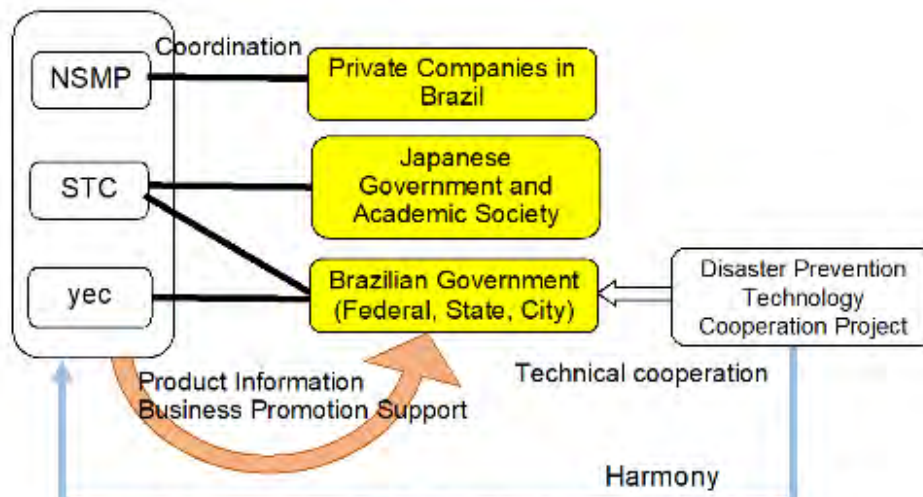 Coordination
NSMP
Private Companies in
Brazil
STC
Japanese
Government and
Academic Society
yec
Brazilian Government
(Federal, State, City)
Disaster Prevention
Technology
Cooperation Project
Product Information
Business Promotion Support
Technical cooperation
Harmony